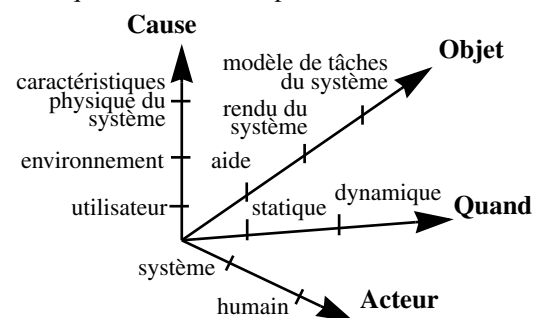 Cause
modèle de tâches
du système
Objet
caractéristiques
physique du
système
rendu du
système
environnement
aide
utilisateur
statique
dynamique
Quand
système
humain
Acteur